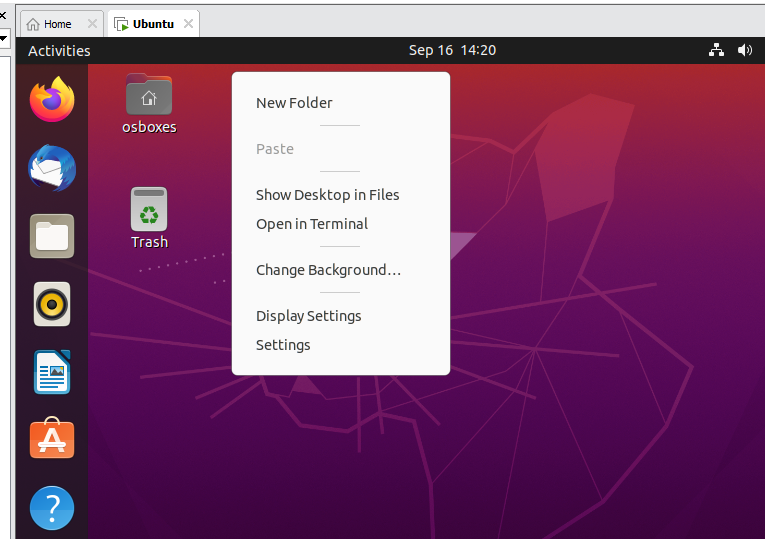 Home
Ubuntu
Activities
Sep 16 14:20
osboxes
Trash
New Folder
Paste
Show Desktop in Files
Open in Terminal
Change Background…
Display Settings
Settings
?